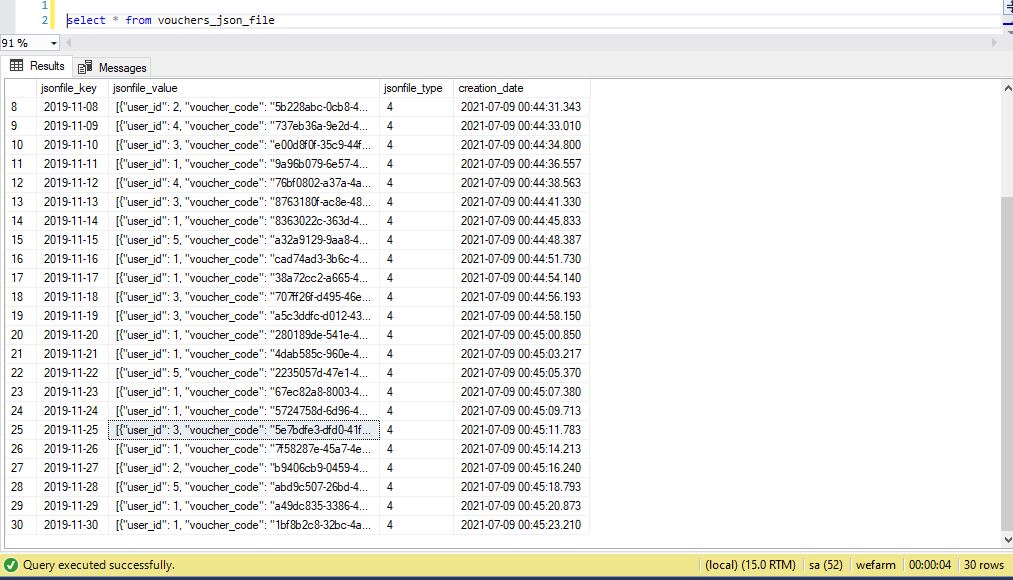 1
2 select * from vouchers_json_file
91 %
Results Messages
jsonfile_key jsonfile_value jsonfile_type creation_date
8 2019-11-08 [{"user_id": 2, "voucher_code": "5b228abc-0cb8-4... 4 2021-07-09 00:44:31.343
9 2019-11-09 [{"user_id": 4, "voucher_code": "737eb36a-9e2d-4... 4 2021-07-09 00:44:33.010
10 2019-11-10 [{"user_id": 3, "voucher_code": "e00d8f0f-35c9-44f... 4 2021-07-09 00:44:34.800
11 2019-11-11 [{"user_id": 1, "voucher_code": "9a96b079-6e57-4... 4 2021-07-09 00:44:36.557
12 2019-11-12 [{"user_id": 4, "voucher_code": "76bf0802-a37a-4a... 4 2021-07-09 00:44:38.563
13 2019-11-13 [{"user_id": 3, "voucher_code": "8763180f-ac8e-48... 4 2021-07-09 00:44:41.330
14 2019-11-14 [{"user_id": 1, "voucher_code": "8363022c-363d-4... 4 2021-07-09 00:44:45.833
15 2019-11-15 [{"user_id": 5, "voucher_code": "a32a9129-9aa8-4... 4 2021-07-09 00:44:48.387
16 2019-11-16 [{"user_id": 1, "voucher_code": "cad74ad3-3b6c-4... 4 2021-07-09 00:44:51.730
17 2019-11-17 [{"user_id": 1, "voucher_code": "38a72cc2-a665-4... 4 2021-07-09 00:44:54.140
18 2019-11-18 [{"user_id": 3, "voucher_code": "707ff26f-d495-46e... 4 2021-07-09 00:44:56.193
19 2019-11-19 [{"user_id": 3, "voucher_code": "a5c3ddfc-d012-43... 4 2021-07-09 00:44:58.150
20 2019-11-20 [{"user_id": 1, "voucher_code": "280189de-541e-4... 4 2021-07-09 00:45:00.850
21 2019-11-21 [{"user_id": 1, "voucher_code": "4dab585c-960e-4... 4 2021-07-09 00:45:03.217
22 2019-11-22 [{"user_id": 5, "voucher_code": "2235057d-47e1-4... 4 2021-07-09 00:45:05.370
23 2019-11-23 [{"user_id": 1, "voucher_code": "67ec82a8-8003-4... 4 2021-07-09 00:45:07.380
24 2019-11-24 [{"user_id": 1, "voucher_code": "5724758d-6d96-4... 4 2021-07-09 00:45:09.713
25 2019-11-25 [{"user_id": 3, "voucher_code": "5e7bdfe3-dfd0-41f... 4 2021-07-09 00:45:11.783
26 2019-11-26 [{"user_id": 1, "voucher_code": "7f58287e-45a7-4e... 4 2021-07-09 00:45:14.213
27 2019-11-27 [{"user_id": 2, "voucher_code": "b9406cb9-0459-4... 4 2021-07-09 00:45:16.240
28 2019-11-28 [{"user_id": 5, "voucher_code": "abd9c507-26bd-4... 4 2021-07-09 00:45:18.793
29 2019-11-29 [{"user_id": 1, "voucher_code": "a49dc835-3386-4... 4 2021-07-09 00:45:20.873
30 2019-11-30 [{"user_id": 1, "voucher_code": "1bf8b2c8-32bc-4a... 4 2021-07-09 00:45:23.210
Query executed successfully. (local) (15.0 RTM) sa (52) wefarm 00:00:04 30 rows